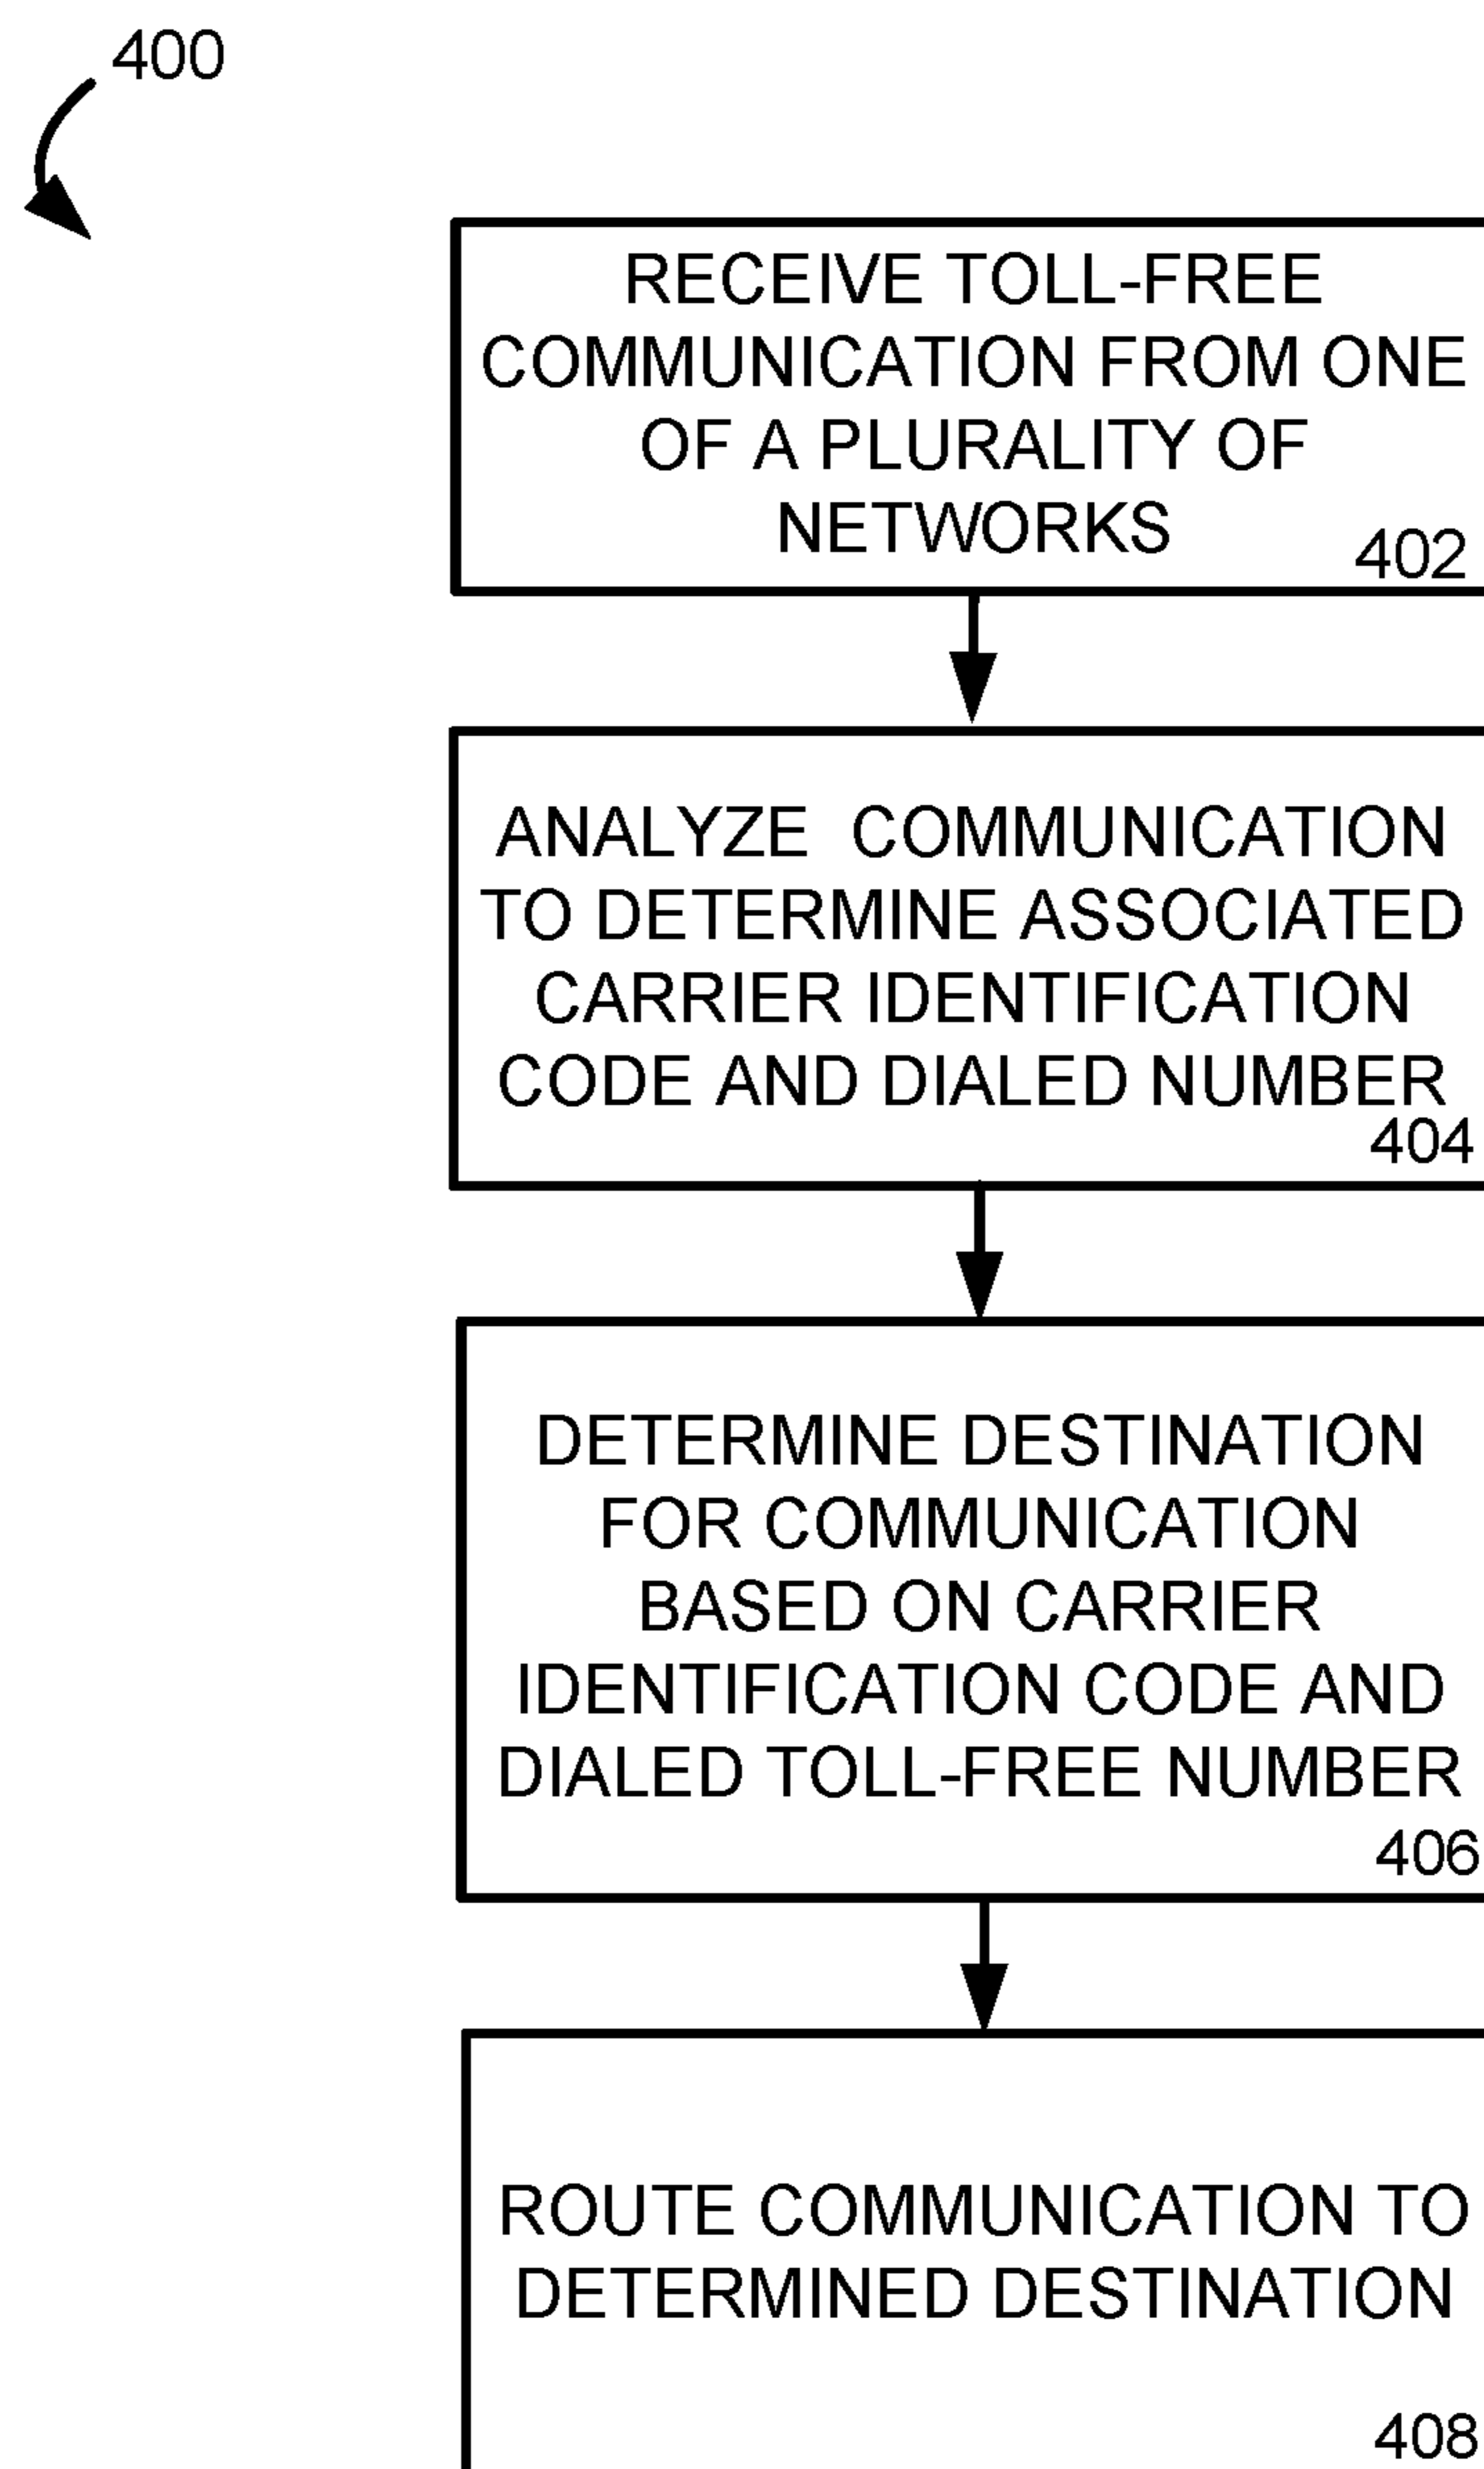 400
RECEIVE TOLL-FREE
COMMUNICATION FROM ONE
OF A PLURALITY OF
NETWORKS
402
ANALYZE  COMMUNICATION
TO DETERMINE ASSOCIATED
CARRIER IDENTIFICATION
CODE AND DIALED NUMBER
404
DETERMINE DESTINATION
FOR COMMUNICATION
BASED ON CARRIER
IDENTIFICATION CODE AND
DIALED TOLL-FREE NUMBER
406
ROUTE COMMUNICATION TO
DETERMINED DESTINATION
408